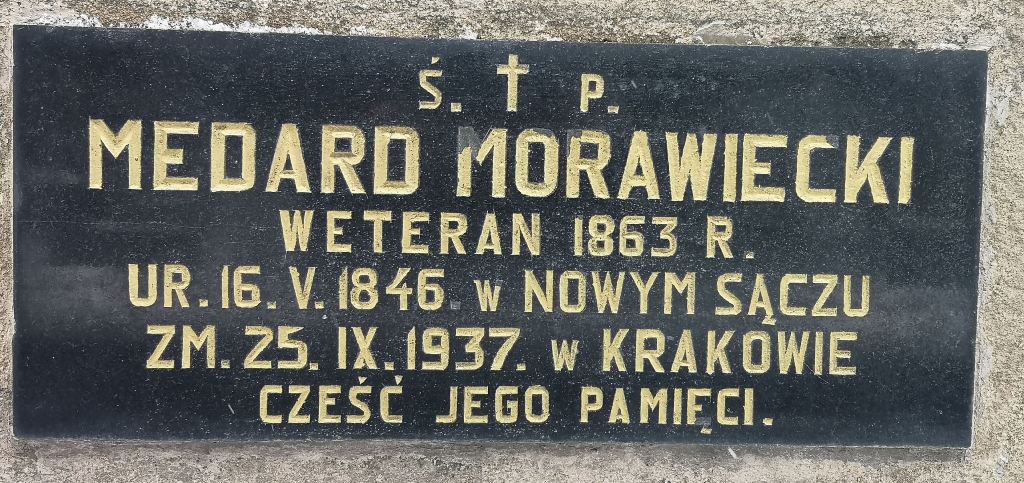 Ś. ✝ P.
MEDARD MORAWIECKI
WETERAN 1863 R.
UR. 16. V. 1846 W NOWYM SĄCZU
ZM. 25. IX. 1937. W KRAKOWIE
CZEŚĆ JEGO PAMIĘCI.